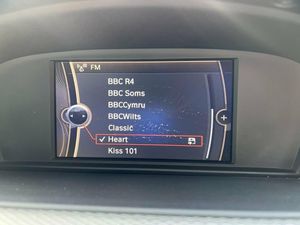 FM
BBC R4
BBC Soms
BBCCymru
BBCWilts
Classic
✓ Heart
Kiss 101